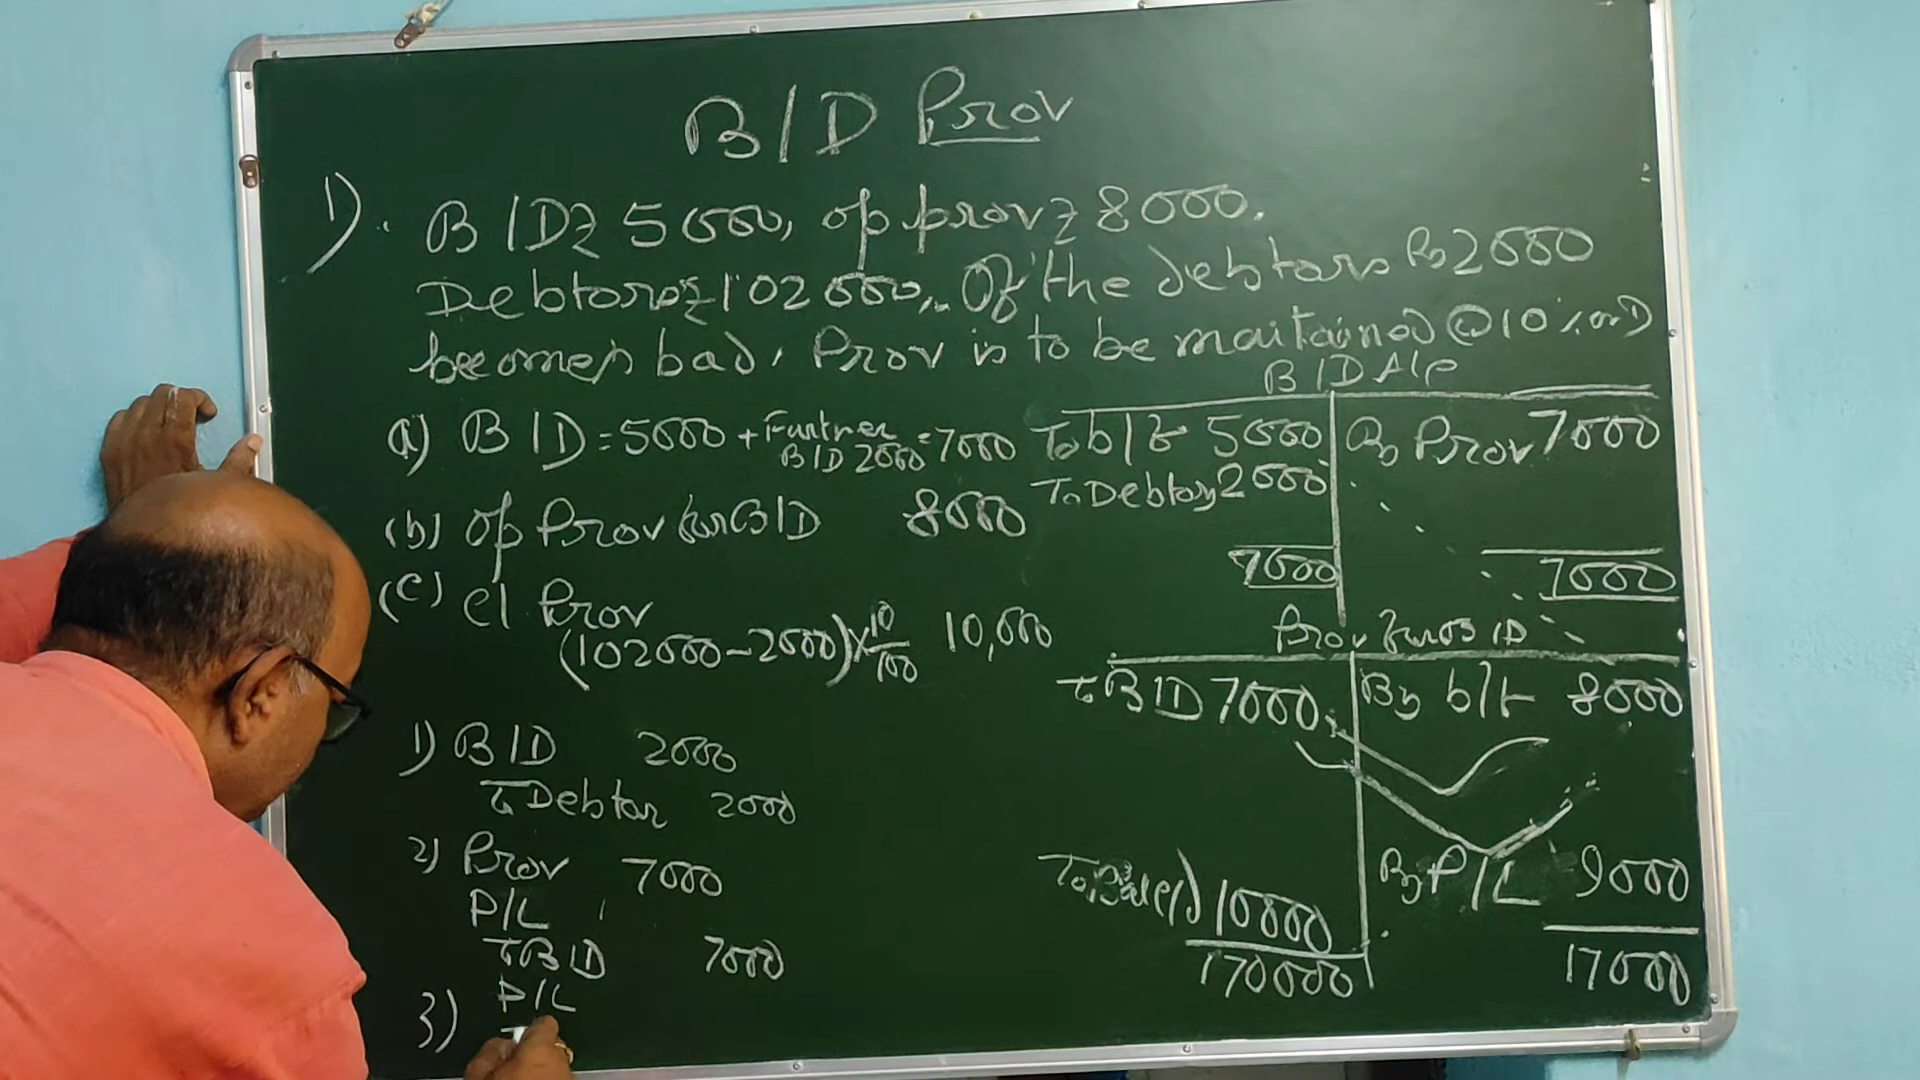 B/D Prov
1). B/D ₹ 5000, op prov ₹ 8000.
Debtors ₹ 102000, Of the debtors Rs 2000
becomes bad, Prov is to be maitained @ 10% on D
a) B/D = 5000 + Further B/D 2000 = 7000
(b) op Prov for B/D 8000
(c) cl Prov
(102000-2000)×10/100 10,000
1) B/D 2000
To Debtor 2000
2) Prov 7000
P/L
To B/D 7000
3) P/L
B/D A/c
To b/f 5000 By Prov 7000
To Debtors 2000
7000 7000
Prov for B/D
To B/D 7000 By b/f 8000
To Bal c/d 10000 By P/L 9000
170000 17000